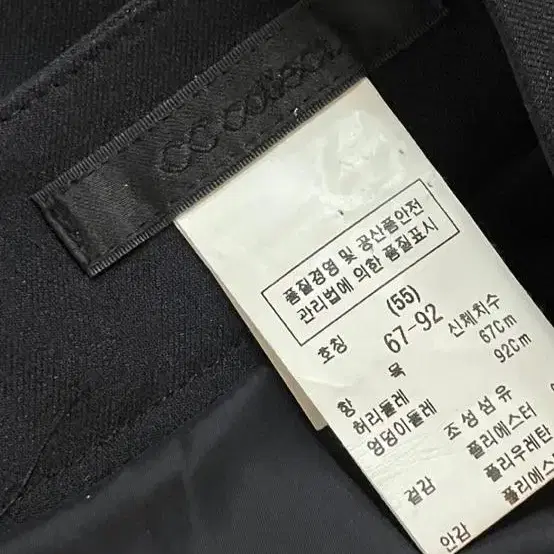 cc collect
품질경영 및 공산품안전
관리법에 의한 품질표시
(55)
호칭 67-92
항 목 신체치수
허리둘레 67Cm
엉덩이둘레 92Cm
조성섬유
겉감 폴리에스터
폴리우레탄
안감 폴리에스